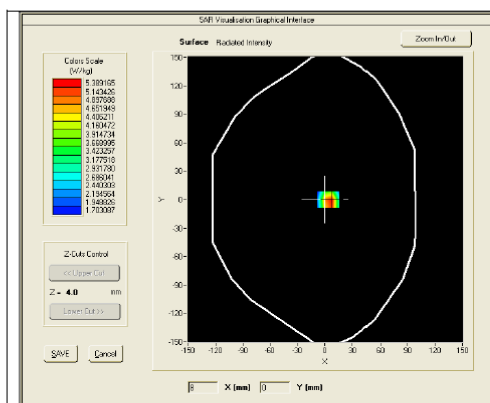 SAR Visualisation Graphical Interface
Surface Radiated Intensity
Zoom In/Out
Colors Scale
(W/kg)
5.389165
5.143426
4.897688
4.651949
4.406211
4.160472
3.914734
3.668995
3.423257
3.177518
2.931780
2.686041
2.440303
2.194564
1.948826
1.703087
Z-Cuts Control
<< Upper Cut
Z = 4.0 mm
Lower Cut >>
SAVE Cancel
150
120
90
60
30
0
-30
-60
-90
-120
-150
Y
-150 -120 -90 -60 -30 0 30 60 90 120 150
X
8 X (mm) 0 Y (mm)